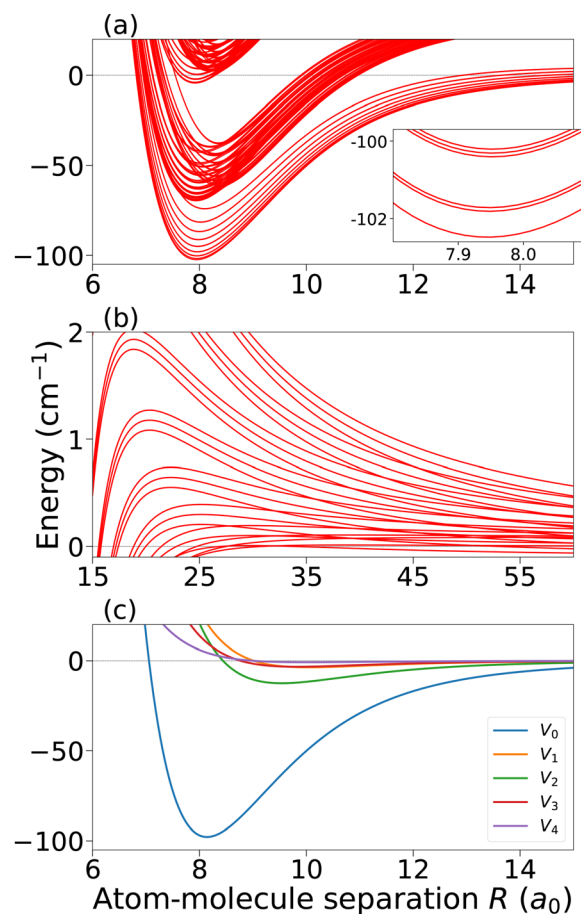 (a)
0
−50
−100
-100
-102
7.9
8.0
6
8
10
12
14
(b)
2
1
0
15
25
35
45
55
Energy (cm⁻¹)
(c)
0
−50
−100
V₀
V₁
V₂
V₃
V₄
6
8
10
12
14
Atom-molecule separation R (a₀)